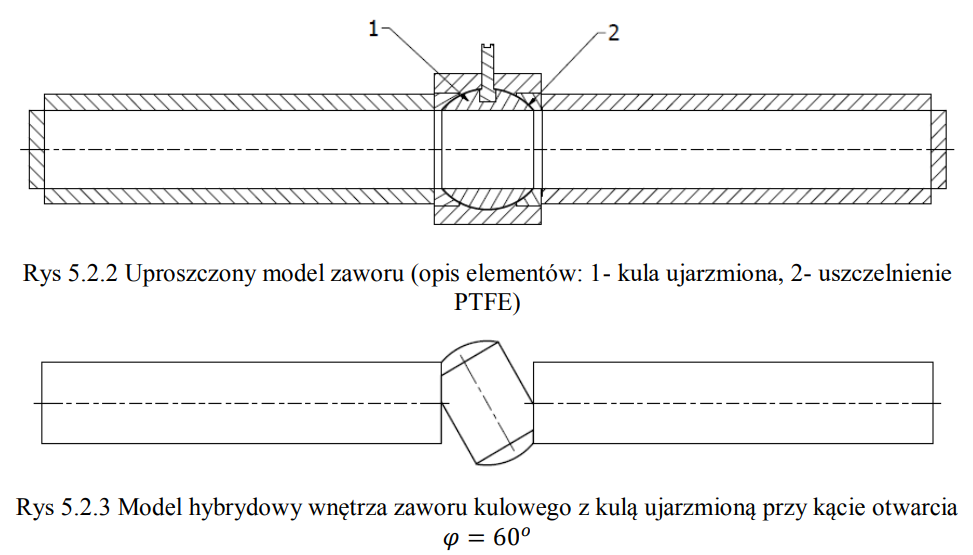 1
2
Rys 5.2.2 Uproszczony model zaworu (opis elementów: 1- kula ujarzmiona, 2- uszczelnienie
PTFE)
Rys 5.2.3 Model hybrydowy wnętrza zaworu kulowego z kulą ujarzmioną przy kącie otwarcia
φ = 60°